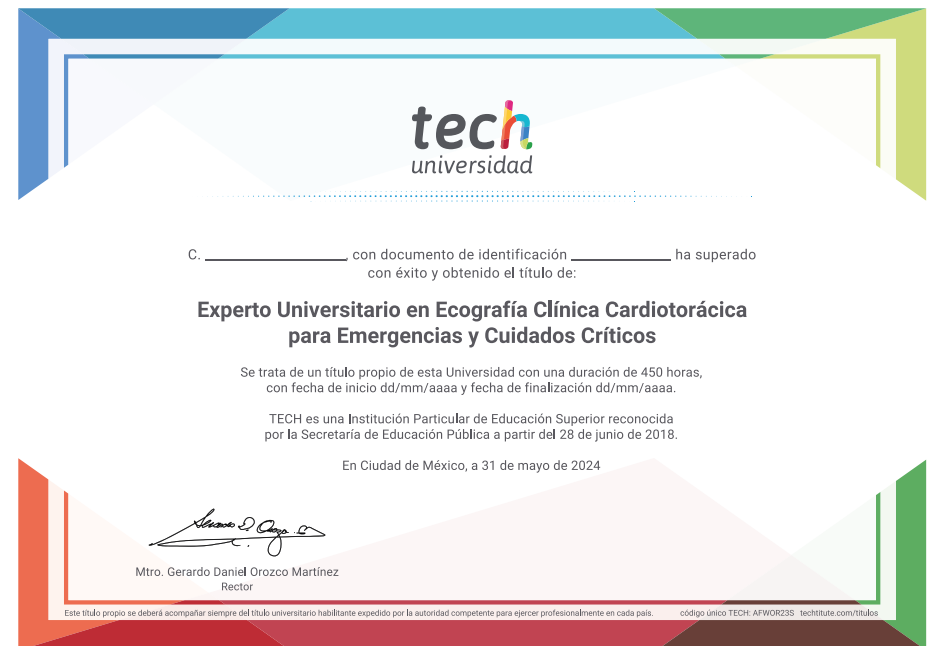 tech
universidad
C. ____________________, con documento de identificación ______________ ha superado
con éxito y obtenido el título de:
Experto Universitario en Ecografía Clínica Cardiotorácica
para Emergencias y Cuidados Críticos
Se trata de un título propio de esta Universidad con una duración de 450 horas,
con fecha de inicio dd/mm/aaaa y fecha de finalización dd/mm/aaaa.
TECH es una Institución Particular de Educación Superior reconocida
por la Secretaría de Educación Pública a partir del 28 de junio de 2018.
En Ciudad de México, a 31 de mayo de 2024
Mtro. Gerardo Daniel Orozco Martínez
Rector
Este título propio se deberá acompañar siempre del título universitario habilitante expedido por la autoridad competente para ejercer profesionalmente en cada país. código único TECH: AFWOR23S techtitute.com/titulos